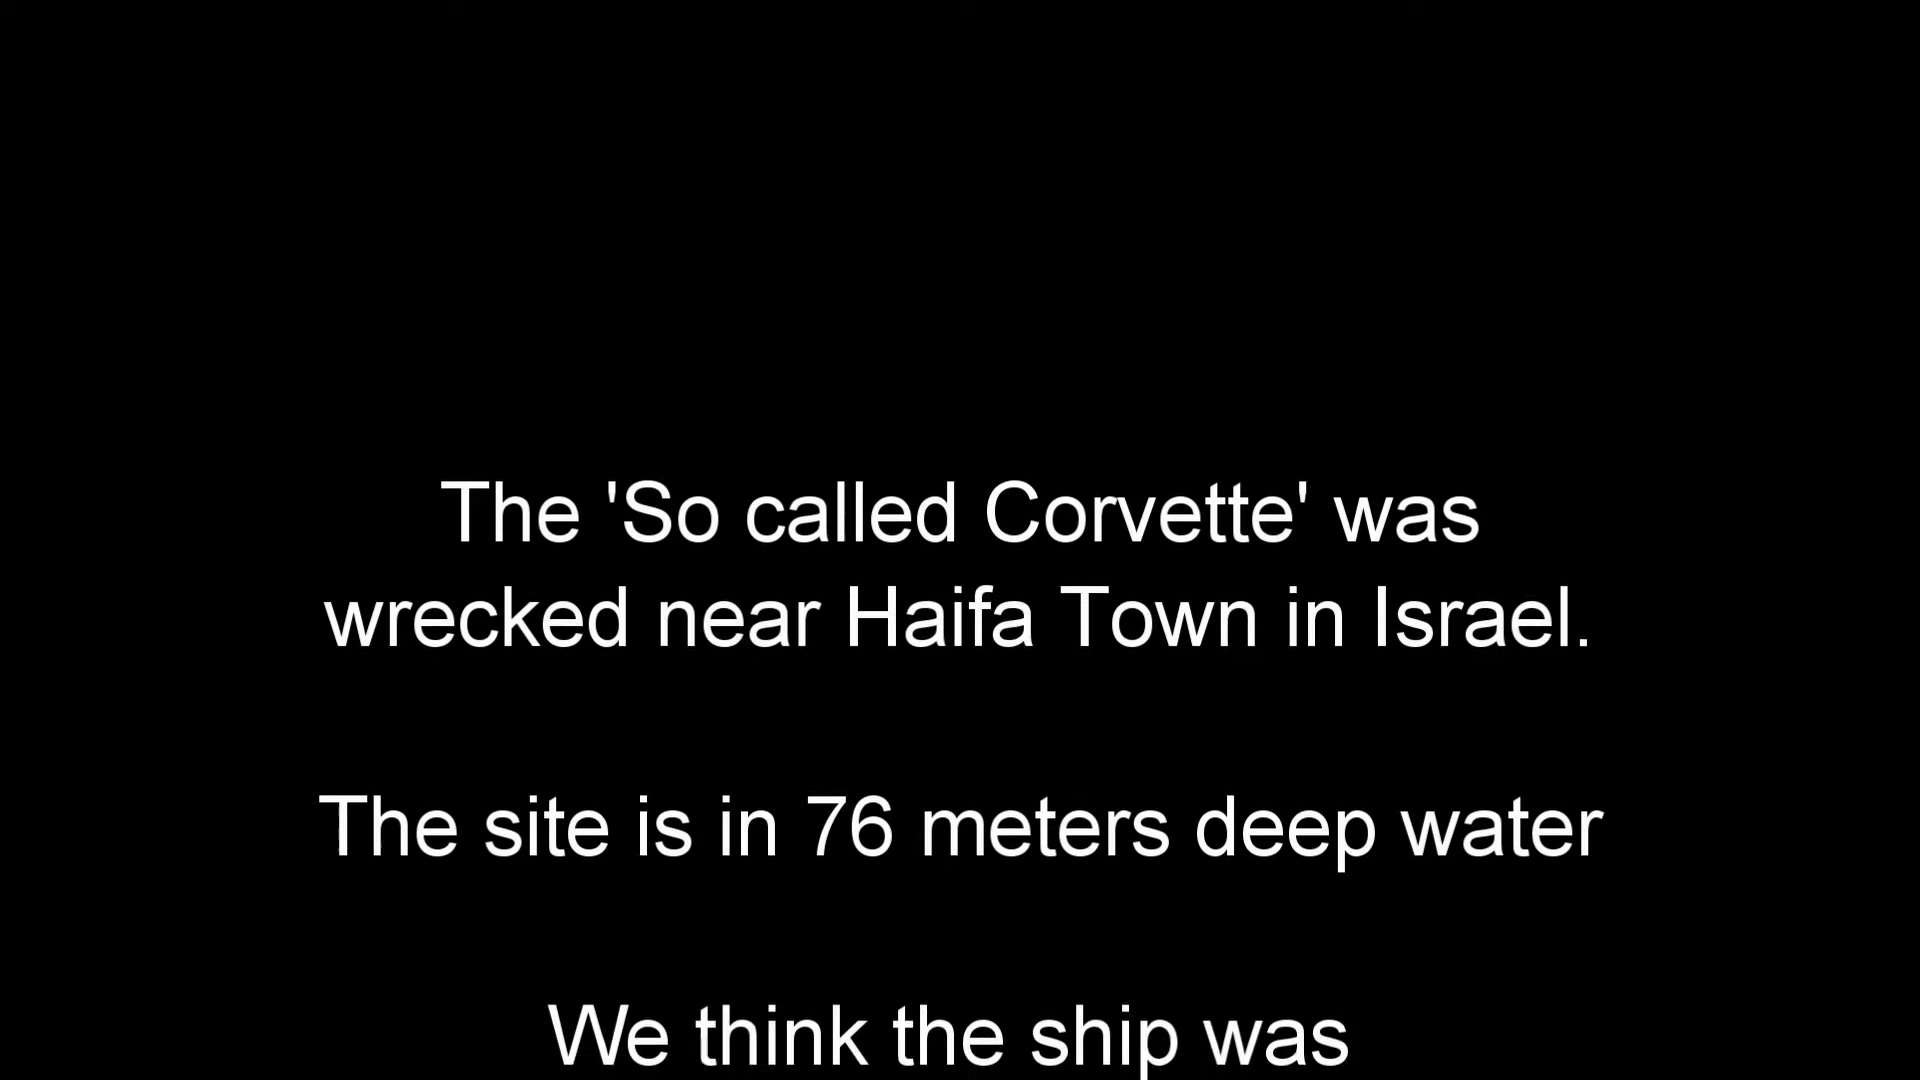 The 'So called Corvette' was
wrecked near Haifa Town in Israel.
The site is in 76 meters deep water
We think the ship was